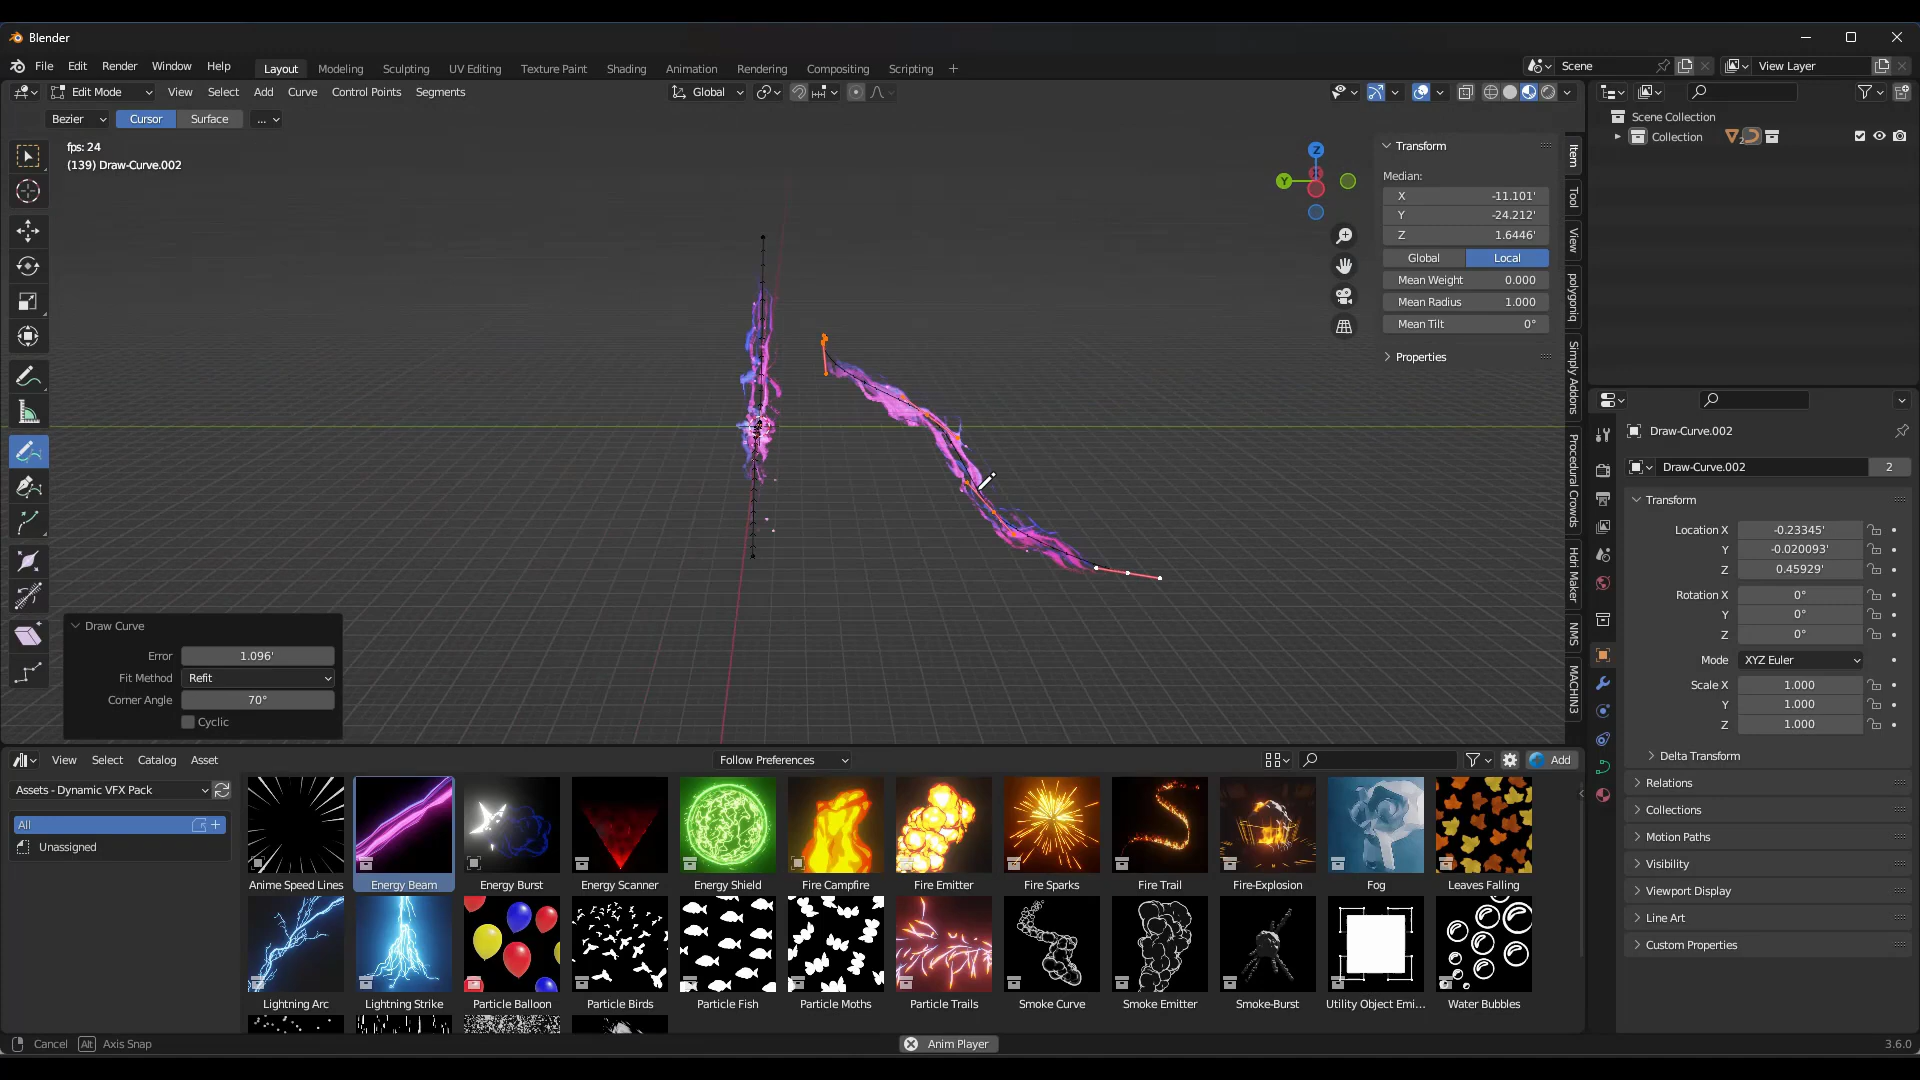 Blender
File Edit Render Window Help
Layout Modeling Sculpting UV Editing Texture Paint Shading Animation Rendering Compositing Scripting +
Scene
View Layer
Edit Mode View Select Add Curve Control Points Segments
Global
Bezier Cursor Surface ...
Scene Collection
Collection
fps: 24
(139) Draw-Curve.002
Z
Y
Transform
Median:
X -11.101'
Y -24.212'
Z 1.6446'
Global Local
Mean Weight 0.000
Mean Radius 1.000
Mean Tilt 0°
Properties
Item
Tool
View
polygoniq
Simply Addons
Procedural Crowds
Hdri Maker
NMS
MACHIN3
Draw Curve
Error 1.096'
Fit Method Refit
Corner Angle 70°
Cyclic
Draw-Curve.002
Draw-Curve.002 2
Transform
Location X -0.23345'
Y -0.020093'
Z 0.45929'
Rotation X 0°
Y 0°
Z 0°
Mode XYZ Euler
Scale X 1.000
Y 1.000
Z 1.000
Delta Transform
Relations
Collections
Motion Paths
Visibility
Viewport Display
Line Art
Custom Properties
View Select Catalog Asset
Follow Preferences
Add
Assets - Dynamic VFX Pack
All
Unassigned
Anime Speed Lines Energy Beam Energy Burst Energy Scanner Energy Shield Fire Campfire Fire Emitter Fire Sparks Fire Trail Fire-Explosion Fog Leaves Falling
Lightning Arc Lightning Strike Particle Balloon Particle Birds Particle Fish Particle Moths Particle Trails Smoke Curve Smoke Emitter Smoke-Burst Utility Object Emi... Water Bubbles
Cancel Alt Axis Snap
Anim Player
3.6.0